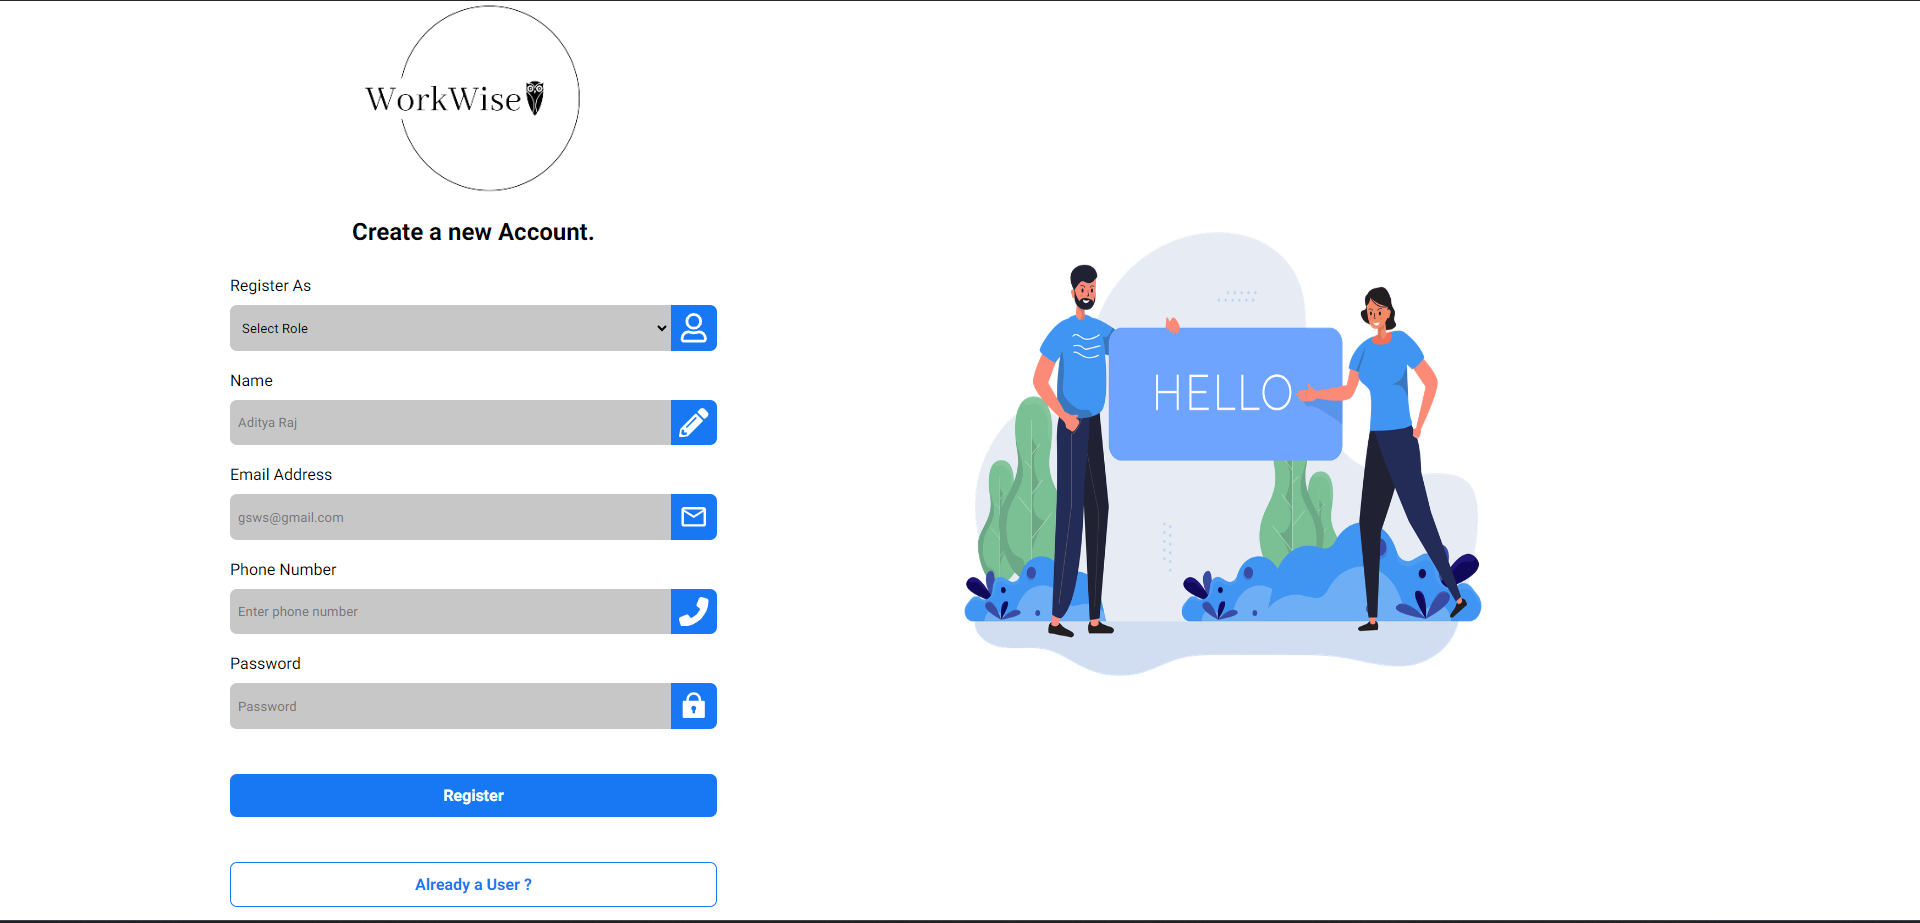 WorkWise
Create a new Account.
Register As
Select Role
Name
Aditya Raj
Email Address
gsws@gmail.com
Phone Number
Enter phone number
Password
Password
Register
Already a User ?
HELLO